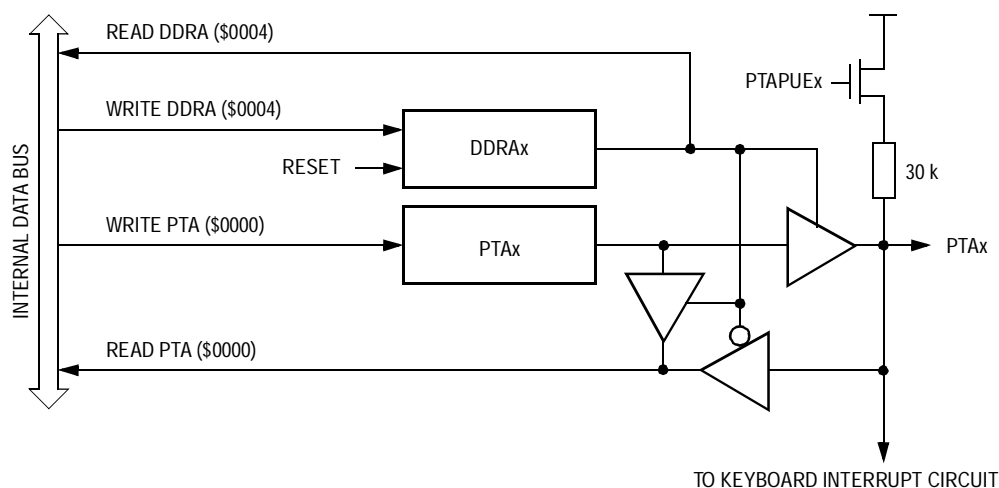 READ DDRA ($0004)
PTAPUEx
WRITE DDRA ($0004)
DDRAx
RESET
30 k
INTERNAL DATA BUS
WRITE PTA ($0000)
PTAx
PTAx
READ PTA ($0000)
TO KEYBOARD INTERRUPT CIRCUIT